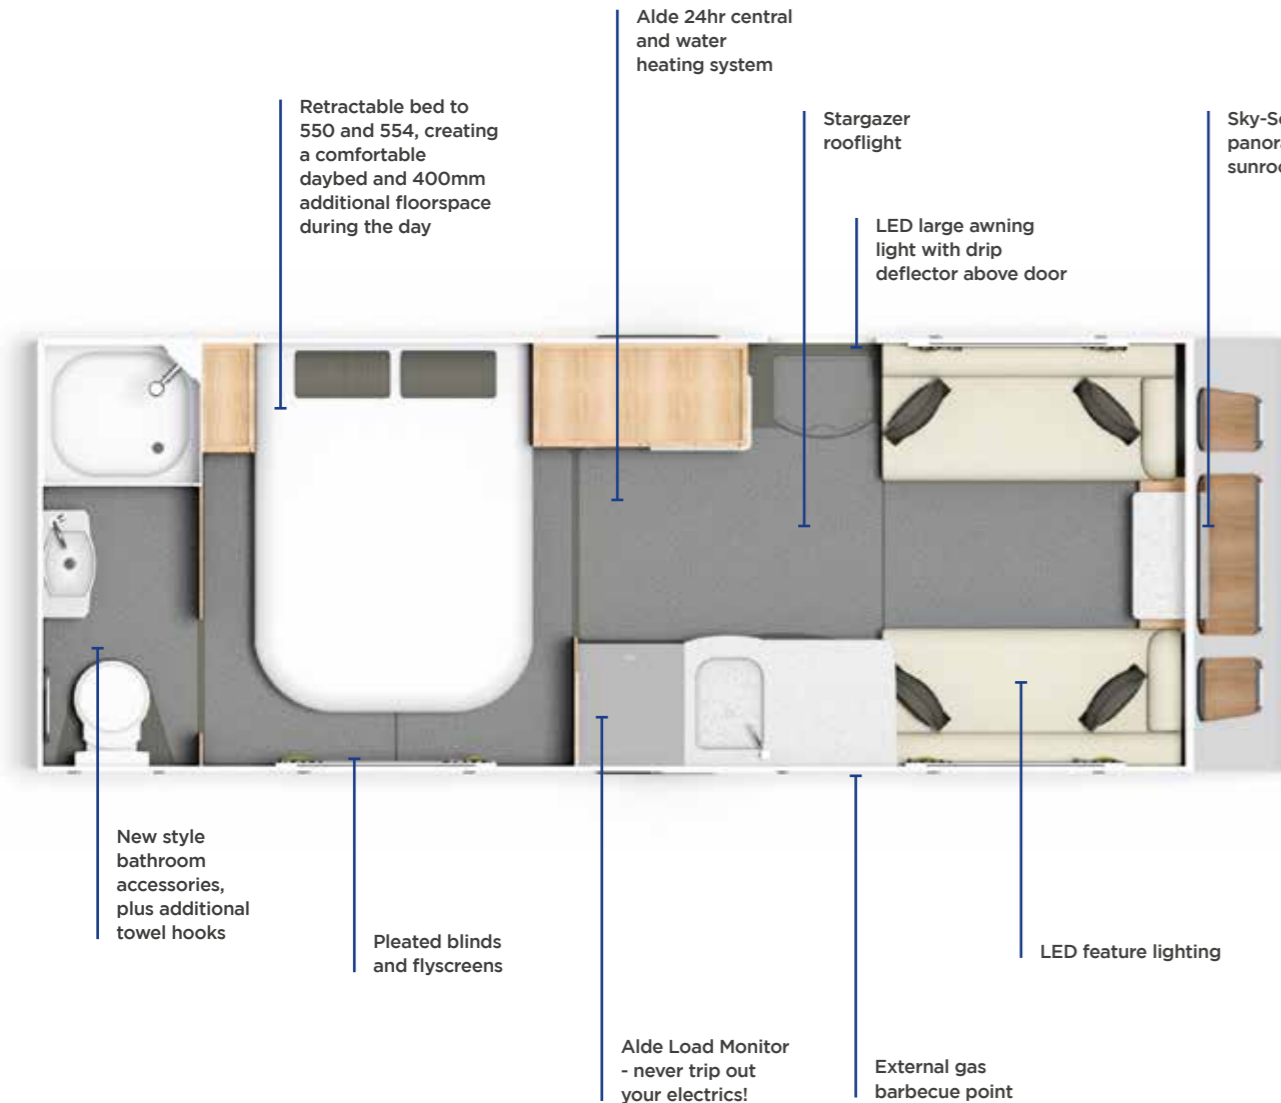 Alde 24hr central
and water
heating system
Retractable bed to
550 and 554, creating
a comfortable
daybed and 400mm
additional floorspace
during the day
Stargazer
rooflight
LED large awning
light with drip
deflector above door
New style
bathroom
accessories,
plus additional
towel hooks
Pleated blinds
and flyscreens
LED feature lighting
Alde Load Monitor
- never trip out
your electrics!
External gas
barbecue point